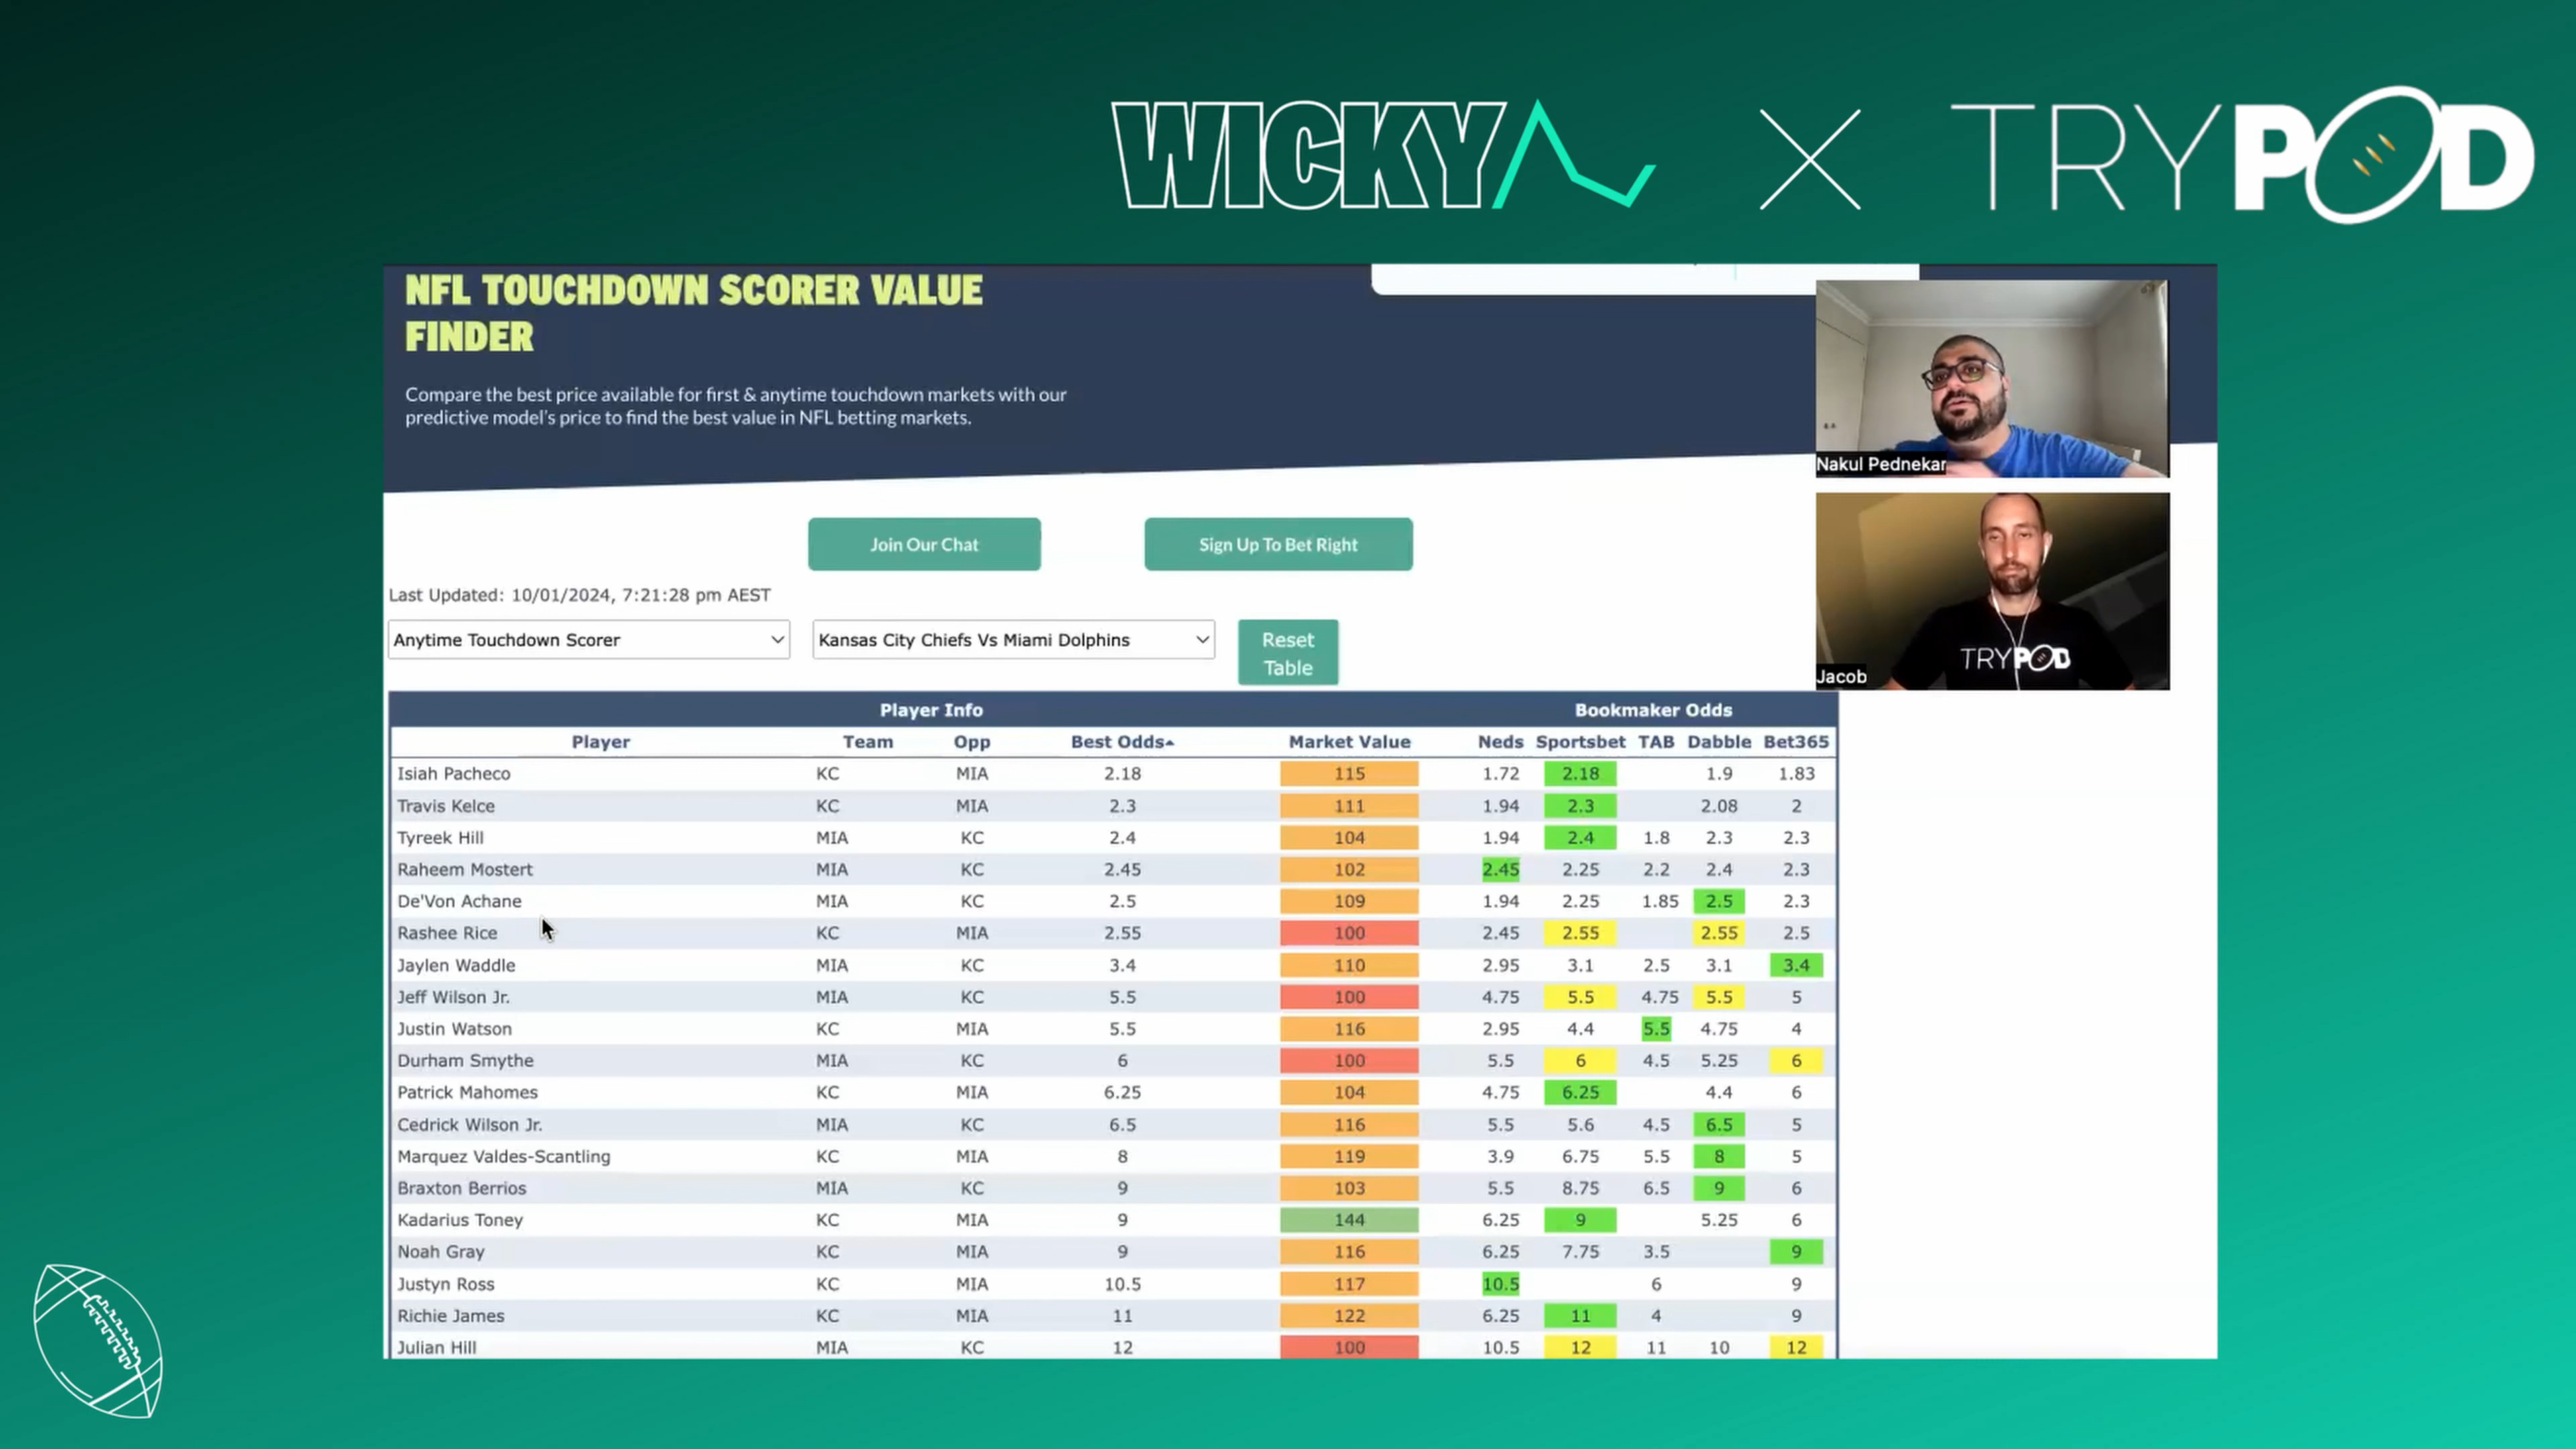 WICKY X TRYPOD
NFL TOUCHDOWN SCORER VALUE
FINDER
Compare the best price available for first & anytime touchdown markets with our
predictive model's price to find the best value in NFL betting markets.
Nakul Pednekar
Join Our Chat Sign Up To Bet Right
TRYPOD
Jacob
Last Updated: 10/01/2024, 7:21:28 pm AEST
Anytime Touchdown Scorer Kansas City Chiefs Vs Miami Dolphins Reset
Table
Player Info Bookmaker Odds
Player Team Opp Best Odds Market Value Neds Sportsbet TAB Dabble Bet365
Isiah Pacheco KC MIA 2.18 115 1.72 2.18 1.9 1.83
Travis Kelce KC MIA 2.3 111 1.94 2.3 2.08 2
Tyreek Hill MIA KC 2.4 104 1.94 2.4 1.8 2.3 2.3
Raheem Mostert MIA KC 2.45 102 2.45 2.25 2.2 2.4 2.3
De'Von Achane MIA KC 2.5 109 1.94 2.25 1.85 2.5 2.3
Rashee Rice KC MIA 2.55 100 2.45 2.55 2.55 2.5
Jaylen Waddle MIA KC 3.4 110 2.95 3.1 2.5 3.1 3.4
Jeff Wilson Jr. MIA KC 5.5 100 4.75 5.5 4.75 5.5 5
Justin Watson KC MIA 5.5 116 2.95 4.4 5.5 4.75 4
Durham Smythe MIA KC 6 100 5.5 6 4.5 5.25 6
Patrick Mahomes KC MIA 6.25 104 4.75 6.25 4.4 6
Cedrick Wilson Jr. MIA KC 6.5 116 5.5 5.6 4.5 6.5 5
Marquez Valdes-Scantling KC MIA 8 119 3.9 6.75 5.5 8 5
Braxton Berrios MIA KC 9 103 5.5 8.75 6.5 9 6
Kadarius Toney KC MIA 9 144 6.25 9 5.25 6
Noah Gray KC MIA 9 116 6.25 7.75 3.5 9
Justyn Ross KC MIA 10.5 117 10.5 6 9
Richie James KC MIA 11 122 6.25 11 4 9
Julian Hill MIA KC 12 100 10.5 12 11 10 12